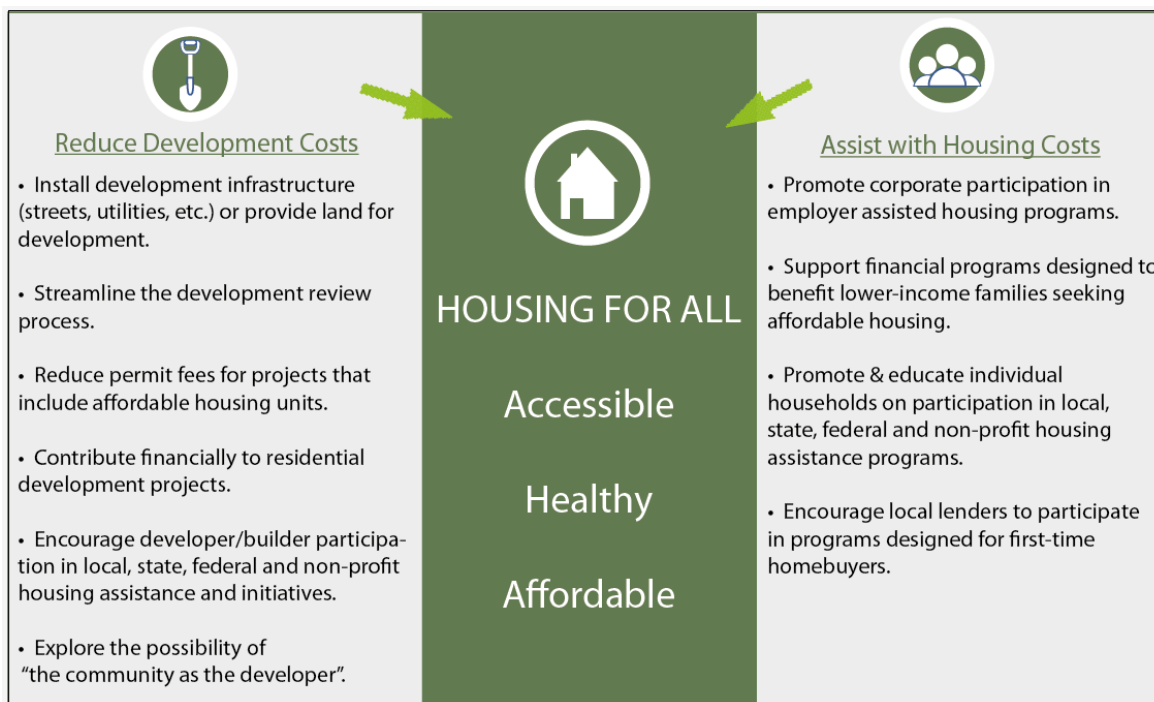 Reduce Development Costs
• Install development infrastructure
(streets, utilities, etc.) or provide land for
development.
• Streamline the development review
process.
• Reduce permit fees for projects that
include affordable housing units.
• Contribute financially to residential
development projects.
• Encourage developer/builder participa-
tion in local, state, federal and non-profit
housing assistance and initiatives.
• Explore the possibility of
“the community as the developer”.
HOUSING FOR ALL
Accessible
Healthy
Affordable
Assist with Housing Costs
• Promote corporate participation in
employer assisted housing programs.
• Support financial programs designed to
benefit lower-income families seeking
affordable housing.
• Promote & educate individual
households on participation in local,
state, federal and non-profit housing
assistance programs.
• Encourage local lenders to participate
in programs designed for first-time
homebuyers.